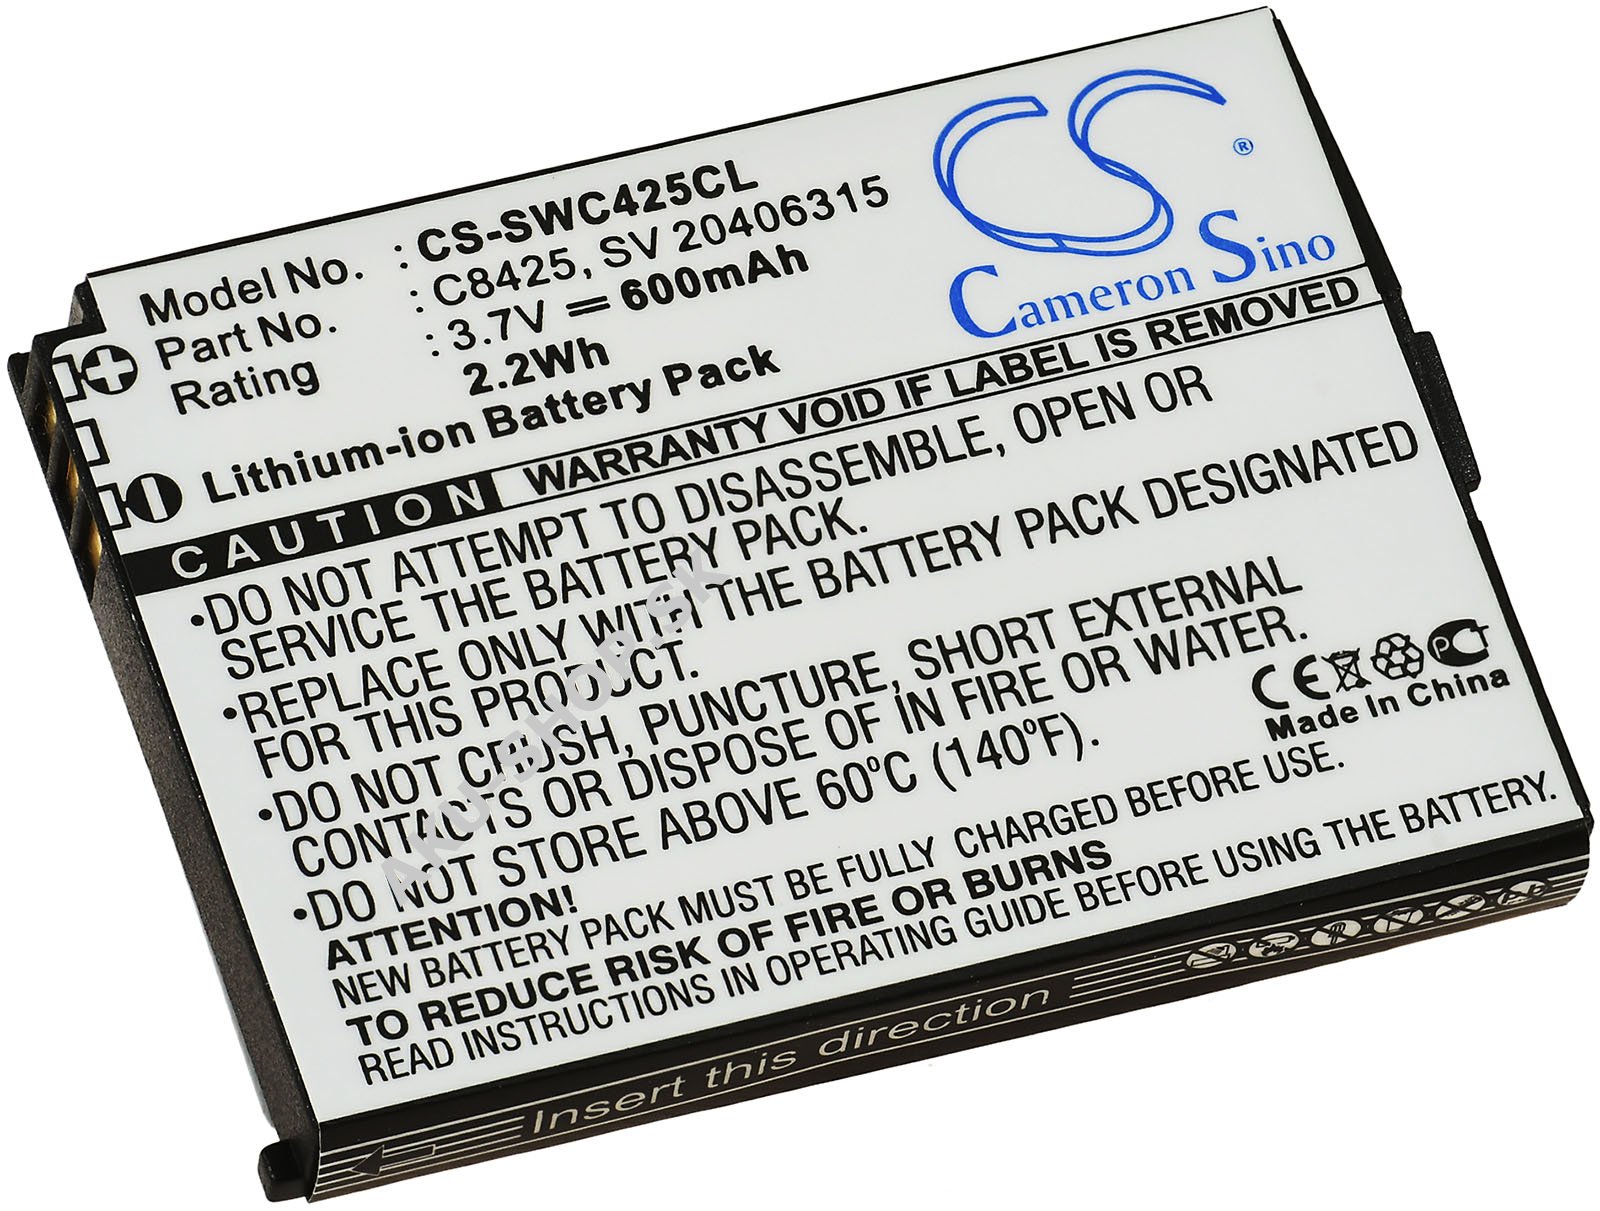 CS
®
Cameron Sino
Model No. : CS-SWC425CL
Part No. : C8425, SV 20406315
Rating : 3.7V 600mAh
2.2Wh
Lithium-ion Battery Pack
CAUTION WARRANTY VOID IF LABEL IS REMOVED
•DO NOT ATTEMPT TO DISASSEMBLE, OPEN OR
SERVICE THE BATTERY PACK.
•REPLACE ONLY WITH THE BATTERY PACK DESIGNATED
FOR THIS PRODUCT.
•DO NOT CRUSH, PUNCTURE, SHORT EXTERNAL
CONTACTS OR DISPOSE OF IN FIRE OR WATER.
•DO NOT STORE ABOVE 60°C (140°F).
CE
Made In China
ATTENTION!
NEW BATTERY PACK MUST BE FULLY CHARGED BEFORE USE.
TO REDUCE RISK OF FIRE OR BURNS
READ INSTRUCTIONS IN OPERATING GUIDE BEFORE USING THE BATTERY.
Insert this direction
AKU-SHOP.SK